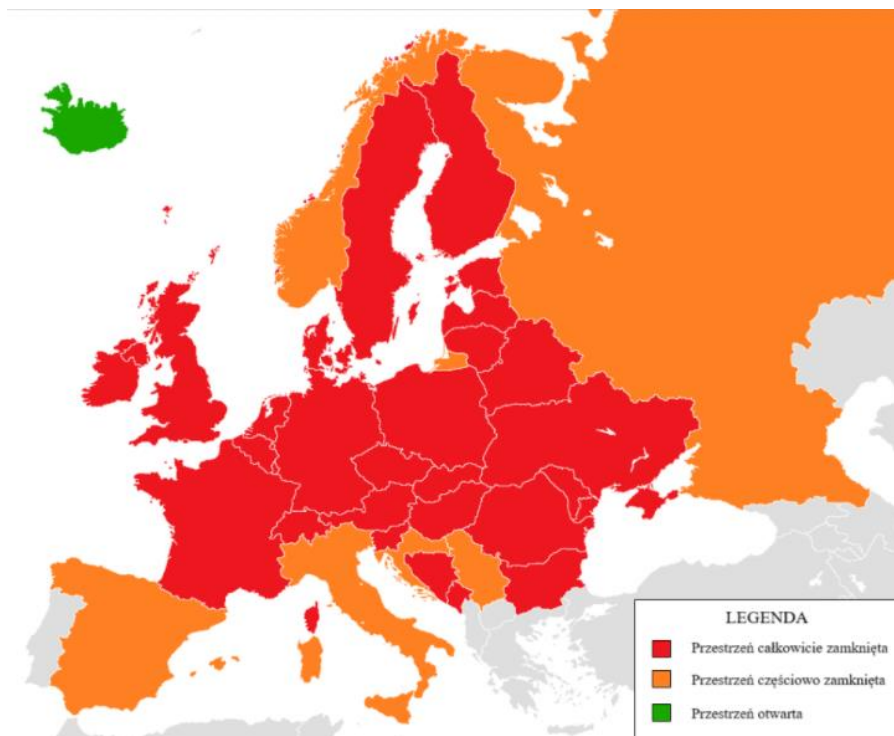 LEGENDA
Przestrzeń całkowicie zamknięta
Przestrzeń częściowo zamknięta
Przestrzeń otwarta